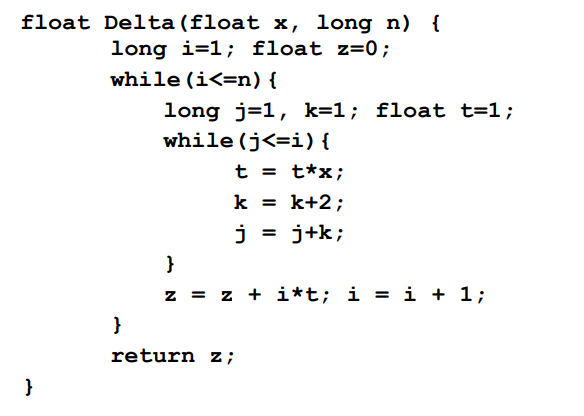 float Delta(float x, long n) {
long i=1; float z=0;
while(i<=n){
long j=1, k=1; float t=1;
while(j<=i){
t = t*x;
k = k+2;
j = j+k;
}
z = z + i*t; i = i + 1;
}
return z;
}